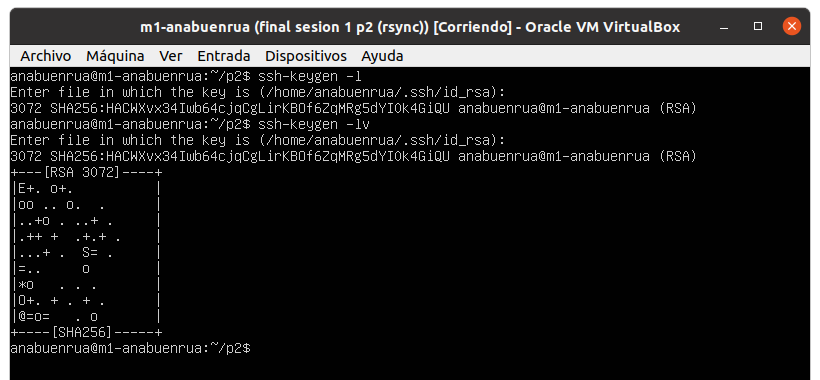 m1-anabuenrua (final sesion 1 p2 (rsync)) [Corriendo] - Oracle VM VirtualBox
Archivo Máquina Ver Entrada Dispositivos Ayuda
anabuenrua@m1-anabuenrua:~/p2$ ssh-keygen -l
Enter file in which the key is (/home/anabuenrua/.ssh/id_rsa):
3072 SHA256:HACWXvx34Iwb64cjqCgLirKBOf6ZqMRg5dYI0k4GiQU anabuenrua@m1-anabuenrua (RSA)
anabuenrua@m1-anabuenrua:~/p2$ ssh-keygen -lv
Enter file in which the key is (/home/anabuenrua/.ssh/id_rsa):
3072 SHA256:HACWXvx34Iwb64cjqCgLirKBOf6ZqMRg5dYI0k4GiQU anabuenrua@m1-anabuenrua (RSA)
+---[RSA 3072]----+
|E+. o+.          |
|oo .. o.  .      |
|..+o . ..+ .     |
|.++ +  .+.+ .    |
|...+ .  S= .     |
|=..     o        |
|*o   . . .       |
|O+. + . + .      |
|@=o=   . o       |
+----[SHA256]-----+
anabuenrua@m1-anabuenrua:~/p2$